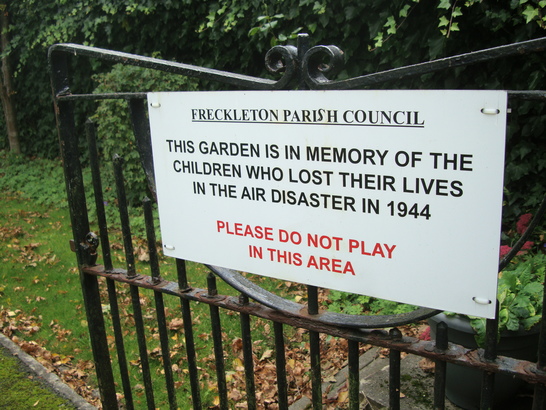 FRECKLETON PARISH COUNCIL
THIS GARDEN IS IN MEMORY OF THE
CHILDREN WHO LOST THEIR LIVES
IN THE AIR DISASTER IN 1944
PLEASE DO NOT PLAY
IN THIS AREA